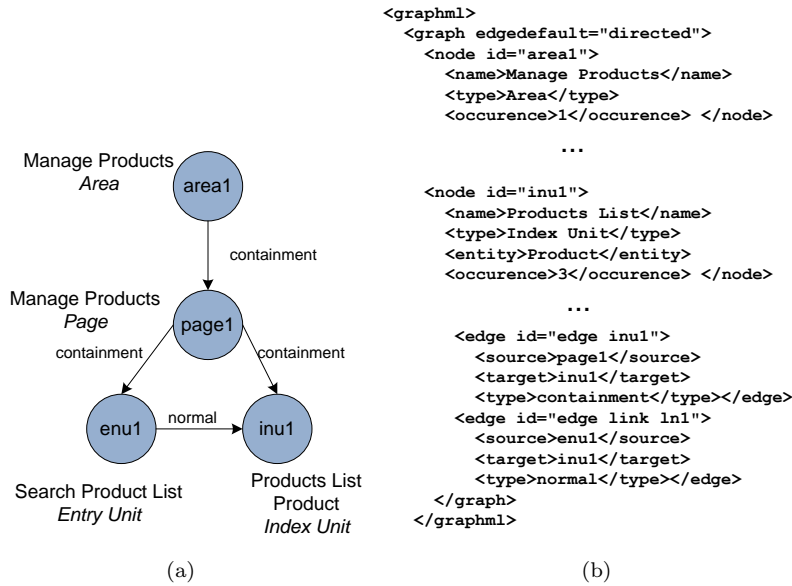 Manage Products
Area
area1
containment
Manage Products
Page
page1
containment
containment
enu1
normal
inu1
Search Product List
Entry Unit
Products List
Product
Index Unit
(a)
<graphml>
<graph edgedefault="directed">
<node id="area1">
<name>Manage Products</name>
<type>Area</type>
<occurence>1</occurence> </node>
...
<node id="inu1">
<name>Products List</name>
<type>Index Unit</type>
<entity>Product</entity>
<occurence>3</occurence> </node>
...
<edge id="edge inu1">
<source>page1</source>
<target>inu1</target>
<type>containment</type></edge>
<edge id="edge link ln1">
<source>enu1</source>
<target>inu1</target>
<type>normal</type></edge>
</graph>
</graphml>
(b)